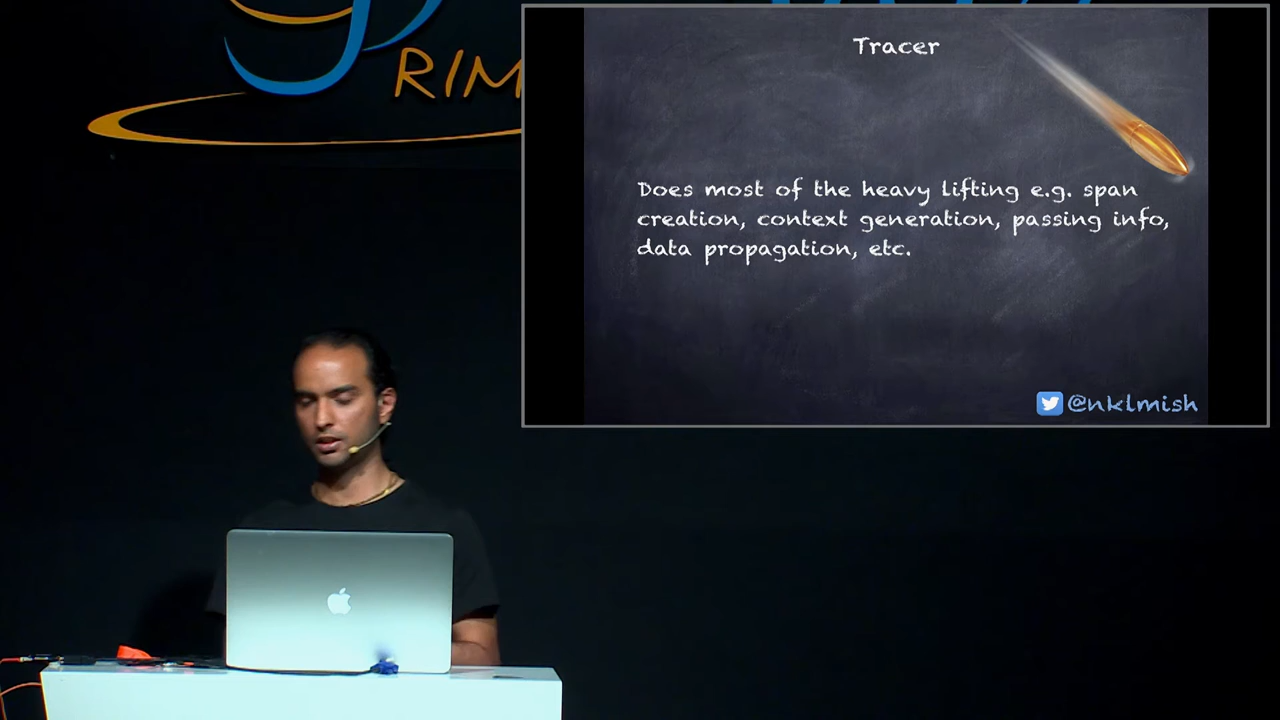 RIM
Tracer
Does most of the heavy lifting e.g. span
creation, context generation, passing info,
data propagation, etc.
@nklmish